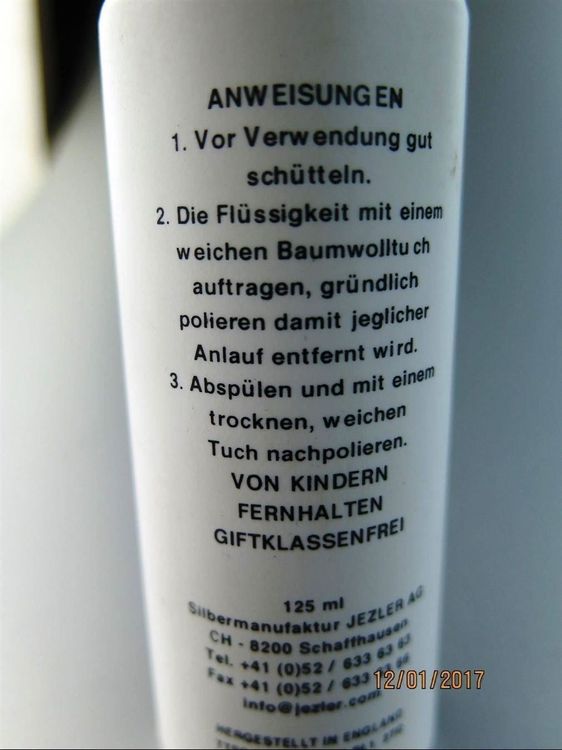 ANWEISUNGEN
1. Vor Verwendung gut
schütteln.
2. Die Flüssigkeit mit einem
weichen Baumwolltuch
auftragen, gründlich
polieren damit jeglicher
Anlauf entfernt wird.
3. Abspülen und mit einem
trocknen, weichen
Tuch nachpolieren.
VON KINDERN
FERNHALTEN
GIFTKLASSENFREI
125 ml
Silbermanufaktur JEZLER AG
CH - 8200 Schaffhausen
Tel. +41 (0)52 / 633 63 63
Fax +41 (0)52 / 633
info@jezler.com
12/01/2017
HERGESTELLT IN ENGLAND